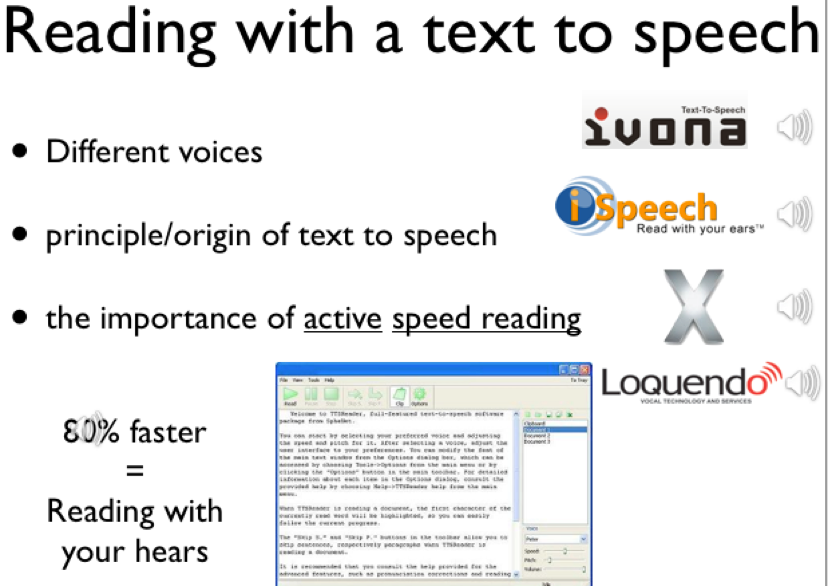 Reading with a text to speech
Text-To-Speech
ivona
• Different voices
iSpeech
Read with your ears™
• principle/origin of text to speech
X
• the importance of active speed reading
Loquendo
VOCAL TECHNOLOGY AND SERVICES
80% faster
=
Reading with
your hears
File View Tools Help
To Tray
Read
Clip Options
Welcome to TTSReader, full-featured text-to-speech software
package from SpheNet.
You can start by selecting your preferred voice and adjusting
the speed and pitch for it. After selecting a voice, adjust the
user interface to your preferences. You can modify the font of
the main text window from the Options dialog box, which can be
accessed by choosing Tools->Options from the main menu or by
clicking the "Options" button in the main toolbar. For detailed
information about each item in the Options dialog, consult the
provided help by choosing Help->TTSReader help from the main
menu.
When TTSReader is reading a document, the first character of the
currently read word will be highlighted, so you can easily
follow the current progress.
The "Skip S." and "Skip P." buttons in the toolbar allow you to
skip sentences, respectively paragraphs when TTSReader is
reading a document.
It is recommended that you consult the help provided for the
advanced features, such as pronunciation corrections and reading
Clipboard
Document 1
Document 2
Document 3
Voice
Peter
Speed:
Pitch:
Volume:
Idle